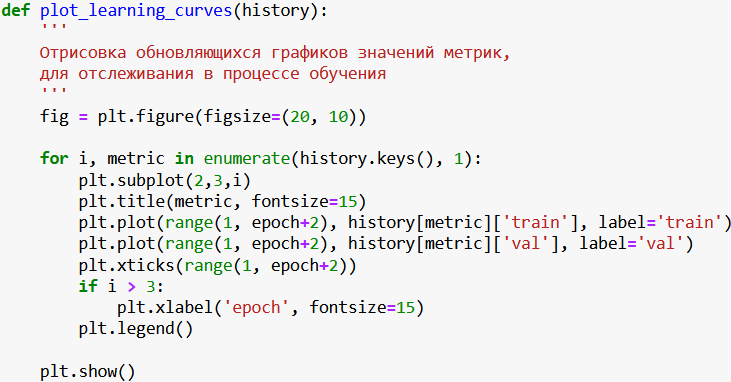 def plot_learning_curves(history):
    '''
    Отрисовка обновляющихся графиков значений метрик,
    для отслеживания в процессе обучения
    '''
    fig = plt.figure(figsize=(20, 10))

    for i, metric in enumerate(history.keys(), 1):
        plt.subplot(2,3,i)
        plt.title(metric, fontsize=15)
        plt.plot(range(1, epoch+2), history[metric]['train'], label='train')
        plt.plot(range(1, epoch+2), history[metric]['val'], label='val')
        plt.xticks(range(1, epoch+2))
        if i > 3:
            plt.xlabel('epoch', fontsize=15)
        plt.legend()

    plt.show()